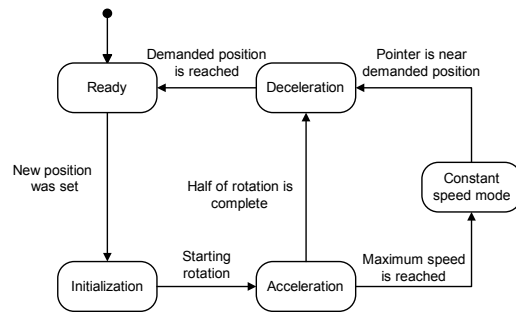 Demanded position
is reached
Pointer is near
demanded position
Ready
Deceleration
New position
was set
Half of rotation is
complete
Constant
speed mode
Starting
rotation
Maximum speed
is reached
Initialization
Acceleration